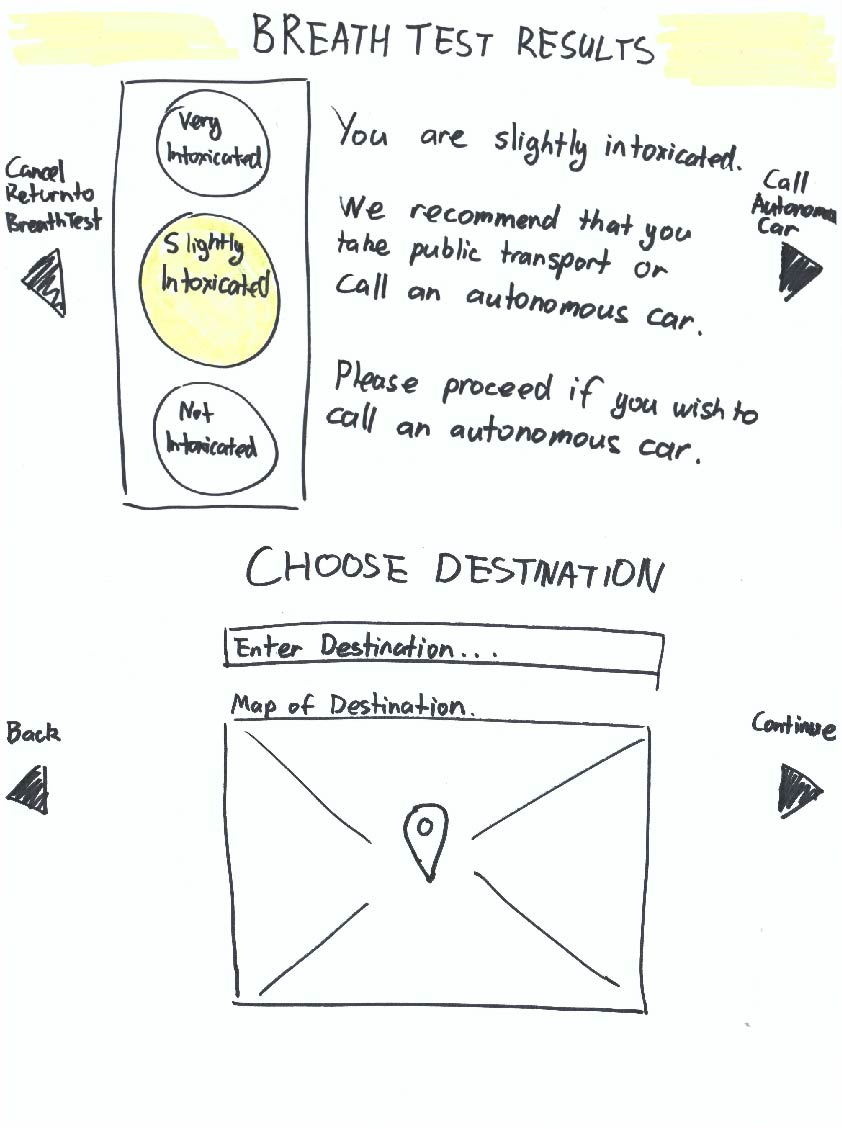 BREATH TEST RESULTS
Very
Intoxicated
Slightly
Intoxicated
Not
Intoxicated
Cancel
Return to
Breath Test
You are slightly intoxicated.
We recommend that you
take public transport or
call an autonomous car.
Please proceed if you wish to
call an autonomous car.
Call
Autonomo
Car
CHOOSE DESTINATION
Enter Destination...
Map of Destination.
Back
Continue